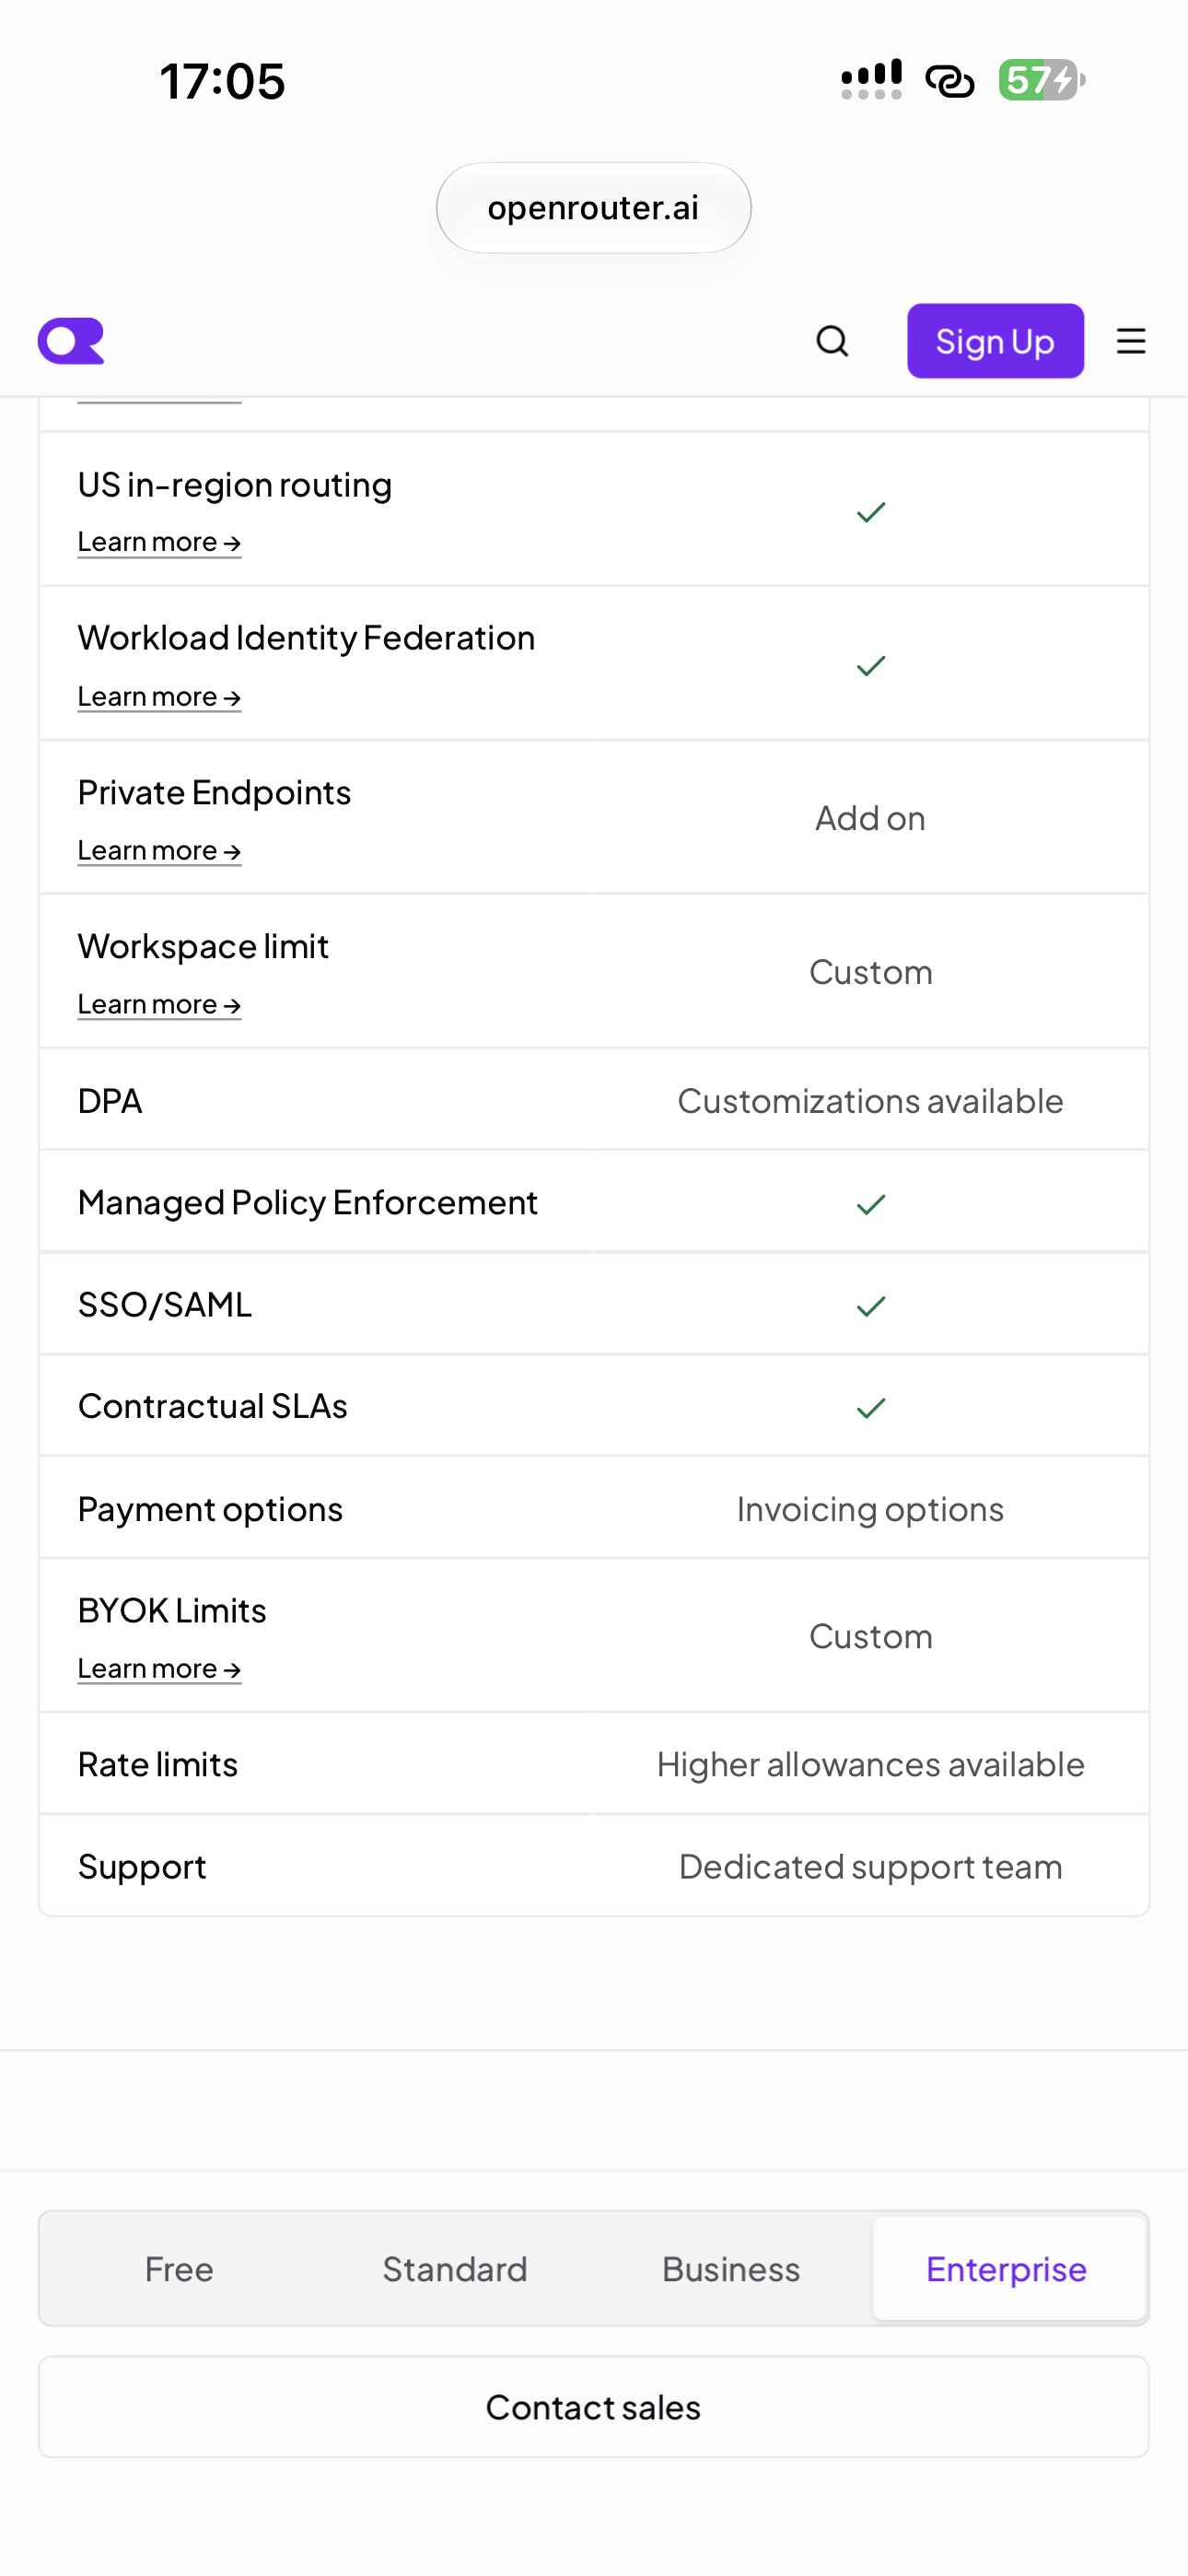 17:05
57
openrouter.ai
Sign Up
US in-region routing
Learn more →
Workload Identity Federation
Learn more →
Private Endpoints
Learn more →
Add on
Workspace limit
Learn more →
Custom
DPA
Customizations available
Managed Policy Enforcement
SSO/SAML
Contractual SLAs
Payment options
Invoicing options
BYOK Limits
Learn more →
Custom
Rate limits
Higher allowances available
Support
Dedicated support team
Free
Standard
Business
Enterprise
Contact sales